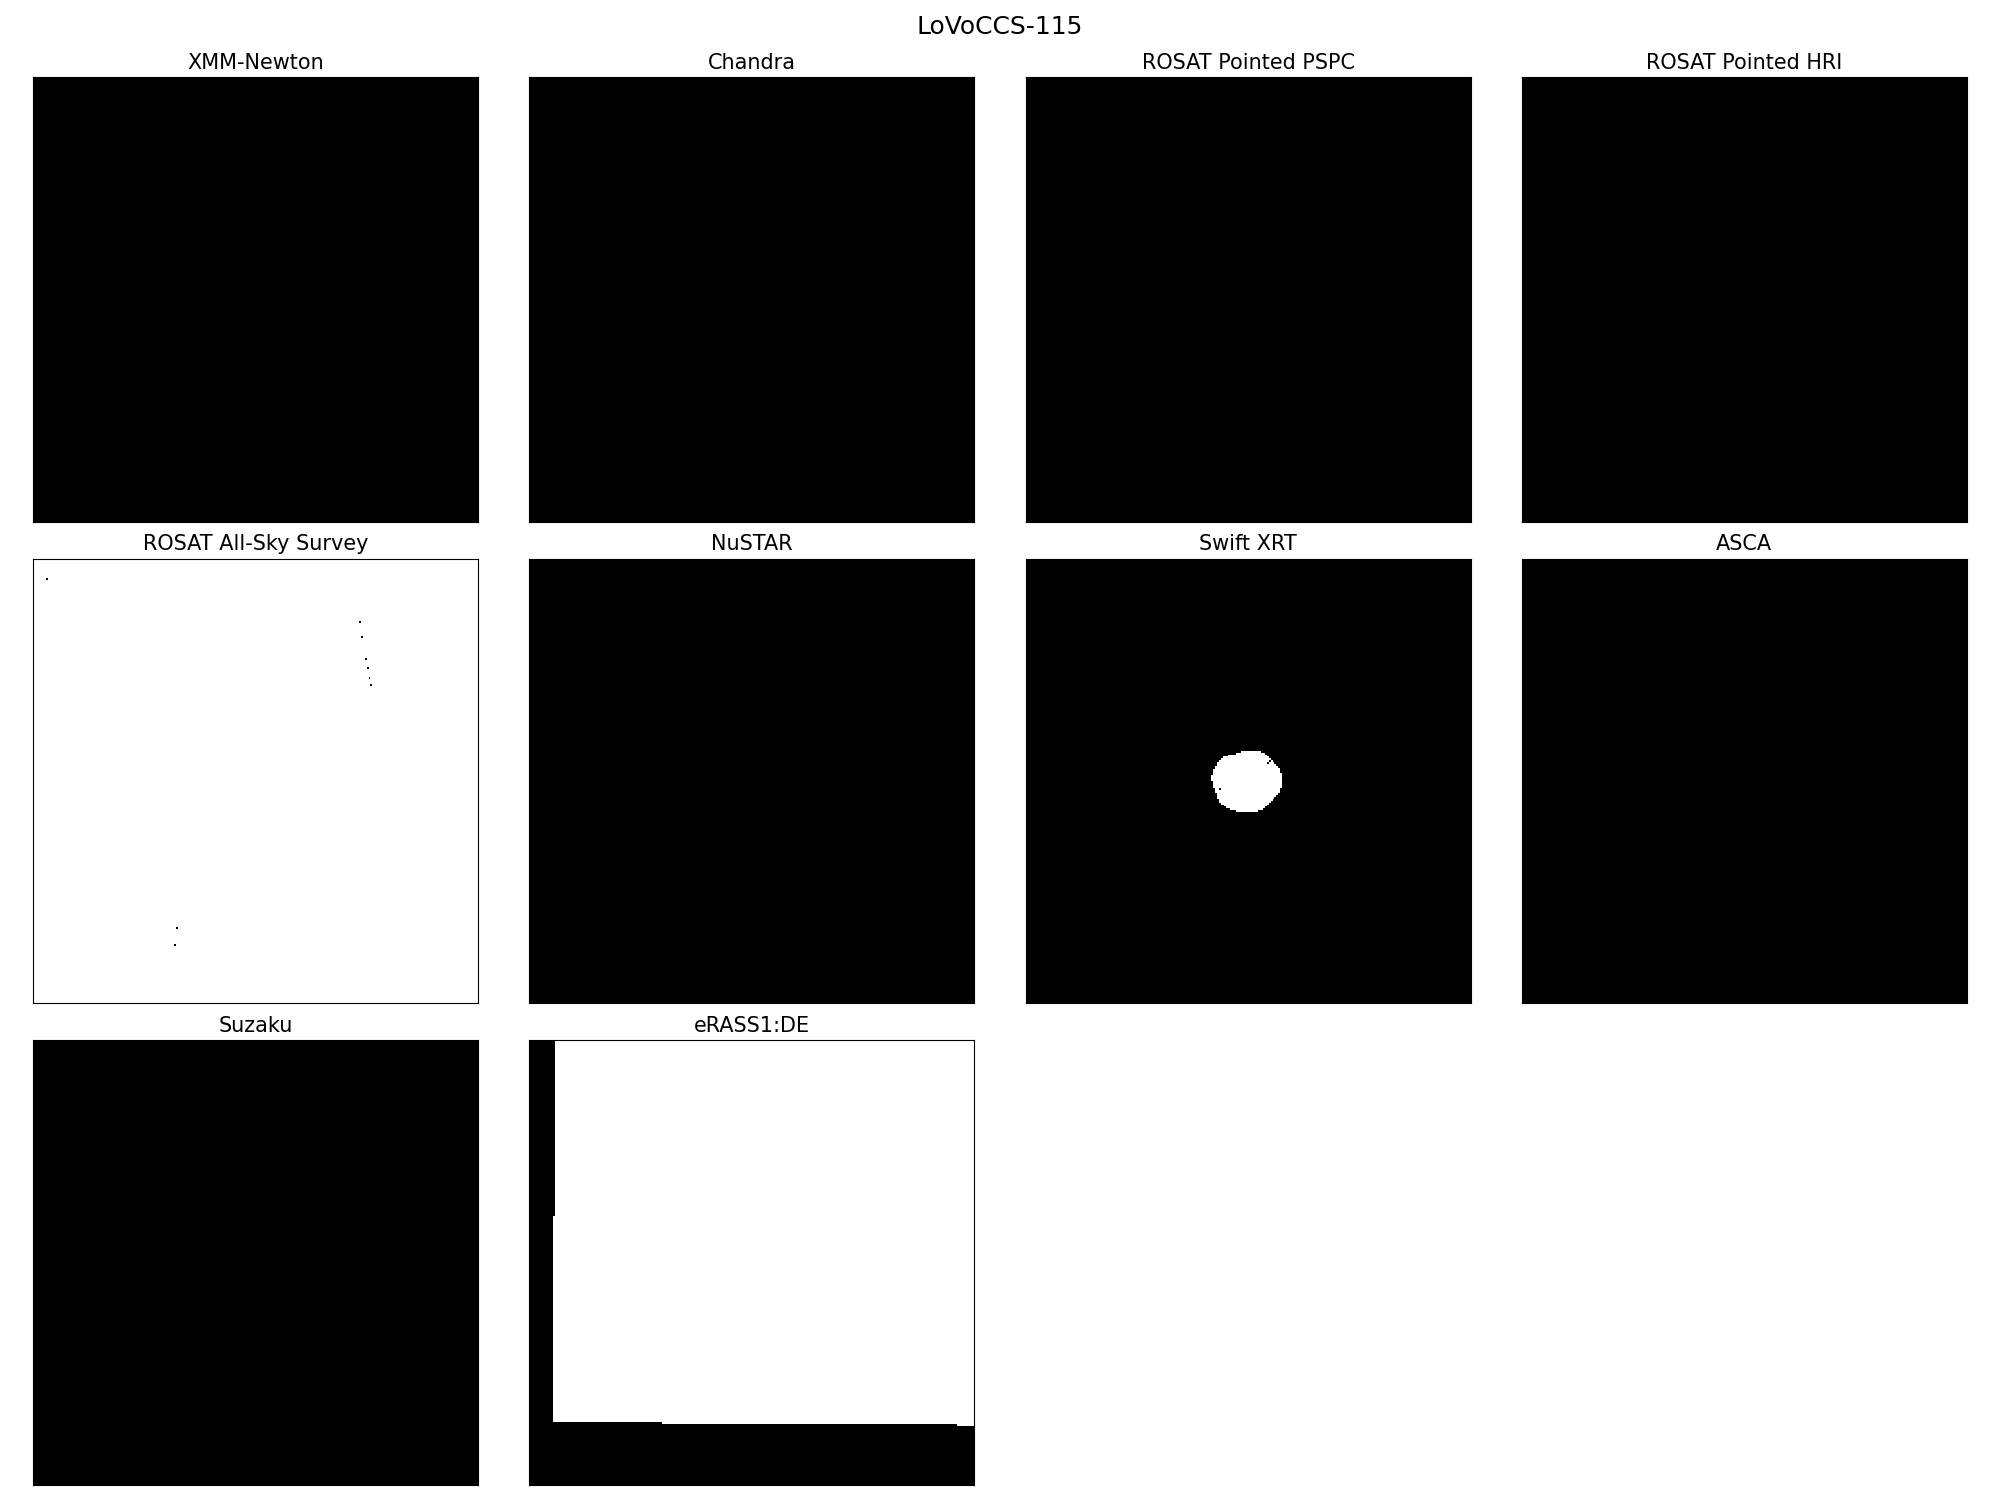 LoVoCCS-115
XMM-Newton
Chandra
ROSAT Pointed PSPC
ROSAT Pointed HRI
ROSAT All-Sky Survey
NuSTAR
Swift XRT
ASCA
Suzaku
eRASS1:DE